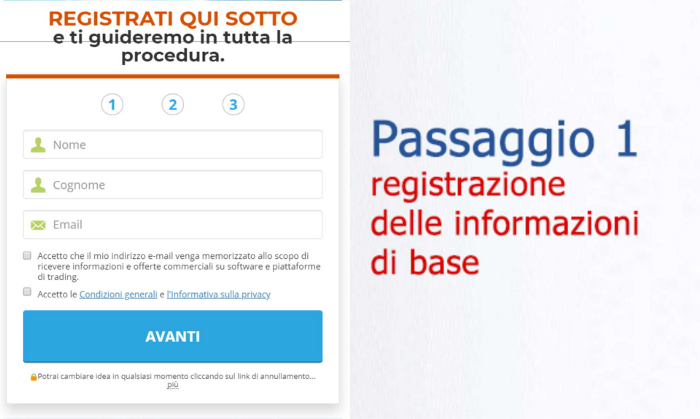 REGISTRATI QUI SOTTO
e ti guideremo in tutta la
procedura.
1 2 3
Nome
Cognome
Email
Accetto che il mio indirizzo e-mail venga memorizzato allo scopo di
ricevere informazioni e offerte commerciali su software e piattaforme
di trading.
Accetto le Condizioni generali e l'Informativa sulla privacy
AVANTI
Potrai cambiare idea in qualsiasi momento cliccando sul link di annullamento...
più
Passaggio 1
registrazione
delle informazioni
di base